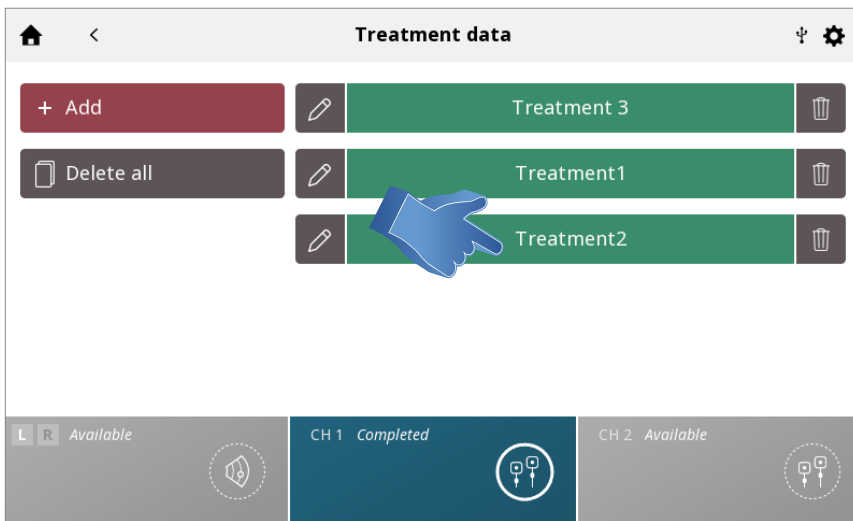 Treatment data
+ Add
Treatment 3
Delete all
Treatment1
Treatment2
L R Available
CH 1 Completed
CH 2 Available